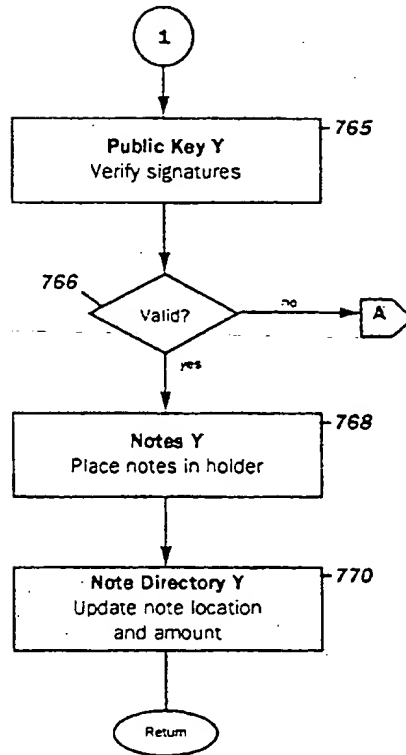 1
Public Key Y
765
Verify signatures
766
Valid?
no
A
yes
Notes Y
768
Place notes in holder
Note Directory Y
770
Update note location
and amount
Return